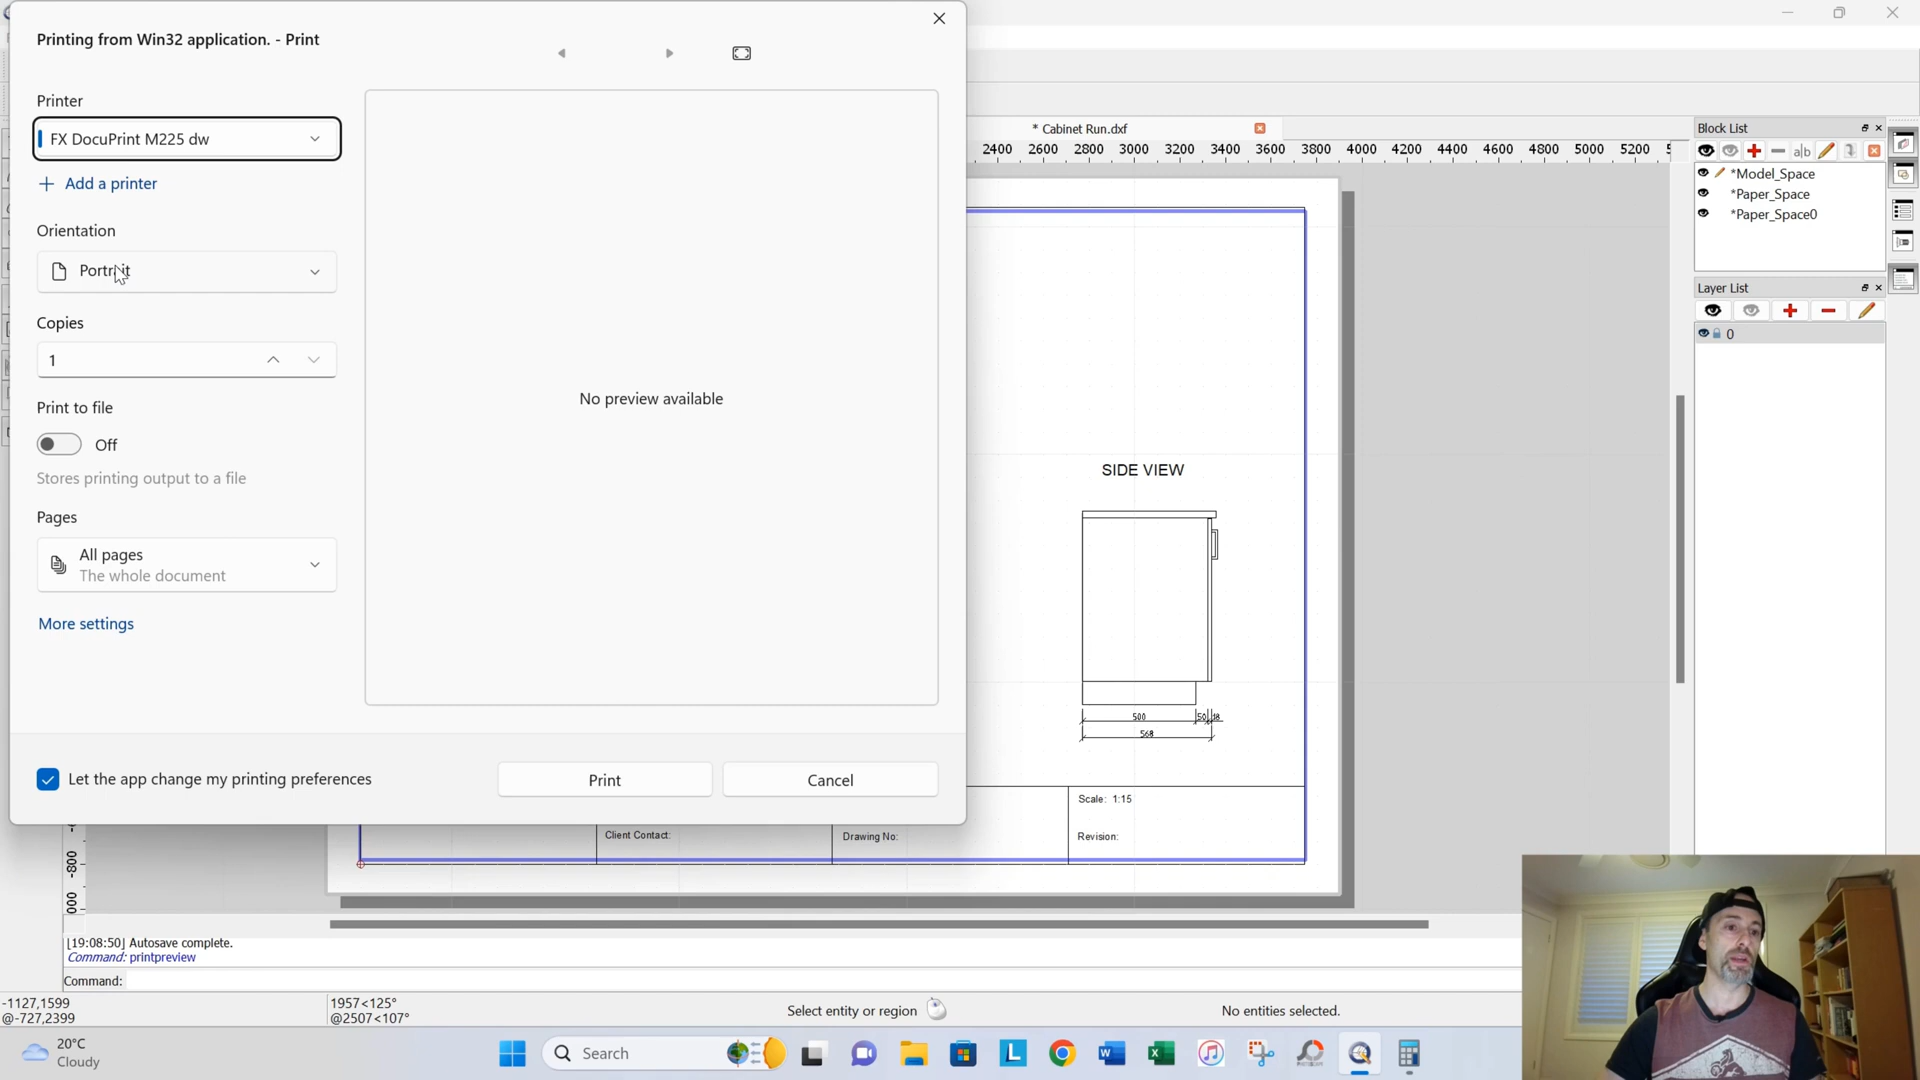 Printing from Win32 application. - Print
Printer
FX DocuPrint M225 dw
Add a printer
Orientation
Portrait
Copies
1
Print to file
Off
Stores printing output to a file
Pages
All pages
The whole document
More settings
No preview available
Let the app change my printing preferences
Print
Cancel
* Cabinet Run.dxf
2400 2600 2800 3000 3200 3400 3600 3800 4000 4200 4400 4600 4800 5000 5200
SIDE VIEW
500
50
18
568
Scale: 1:15
Client Contact:
Drawing No:
Revision:
-800
Block List
a|b
*Model_Space
*Paper_Space
*Paper_Space0
Layer List
0
[19:08:50] Autosave complete.
Command: printpreview
Command:
-1127,1599
@-727,2399
1957<125°
@2507<107°
Select entity or region
No entities selected.
20°C
Cloudy
Search